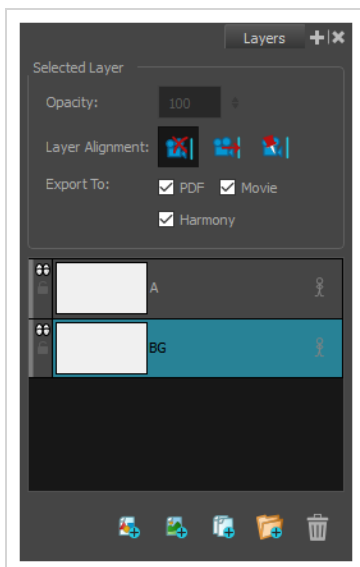 Layers
Selected Layer
Opacity: 100
Layer Alignment:
Export To: PDF Movie
Harmony
A
BG